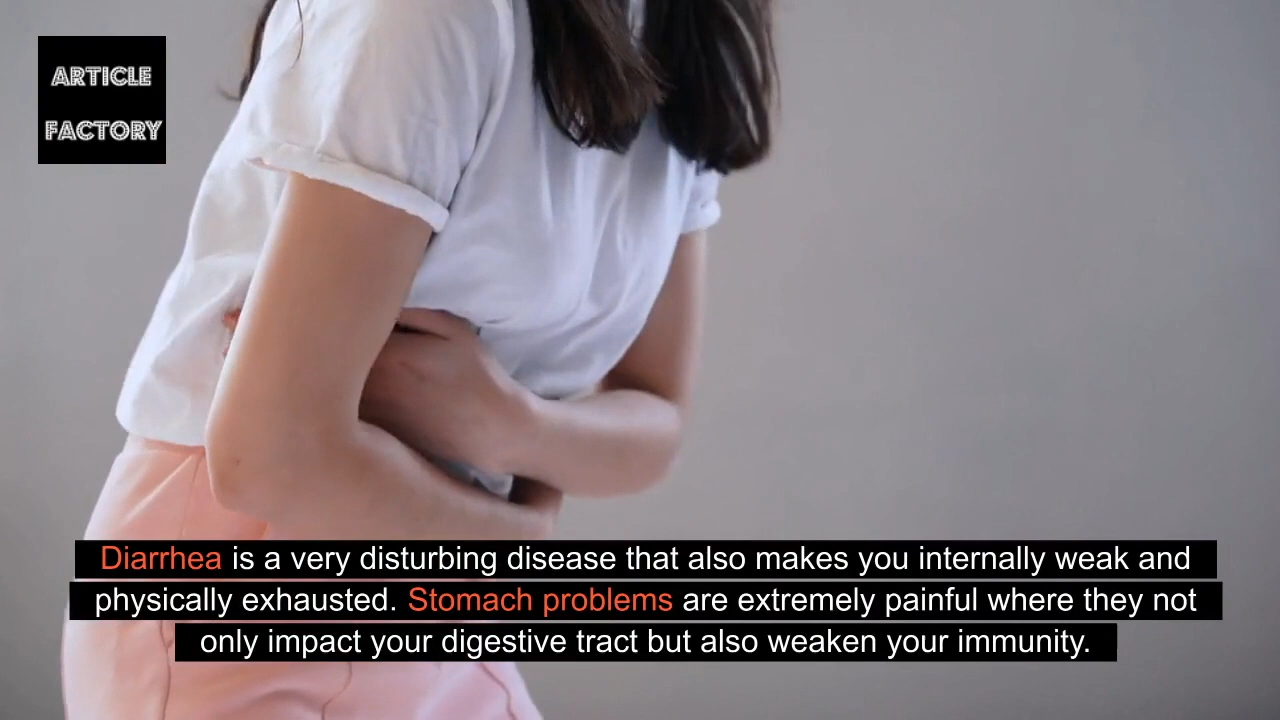 ARTICLE
FACTORY
Diarrhea is a very disturbing disease that also makes you internally weak and
physically exhausted. Stomach problems are extremely painful where they not
only impact your digestive tract but also weaken your immunity.